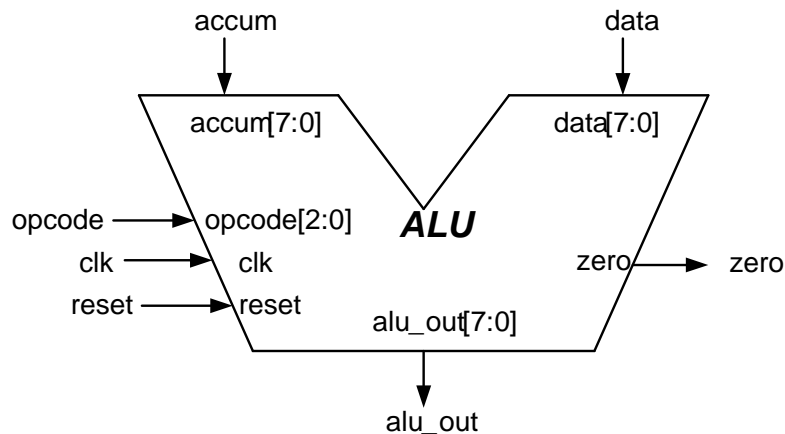 accum
data
accum[7:0]
data[7:0]
opcode
opcode[2:0]
ALU
clk
clk
zero
zero
reset
reset
alu_out[7:0]
alu_out